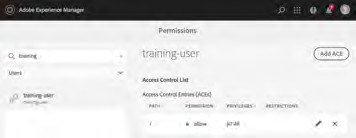 Adobe Experience Manager
Permissions
training
Users
training-user
training-user
training-user
Add ACE
Access Control List
Access Control Entries (ACEs)
PATH PERMISSION PRIVILEGES RESTRICTIONS
/ allow jcr:all